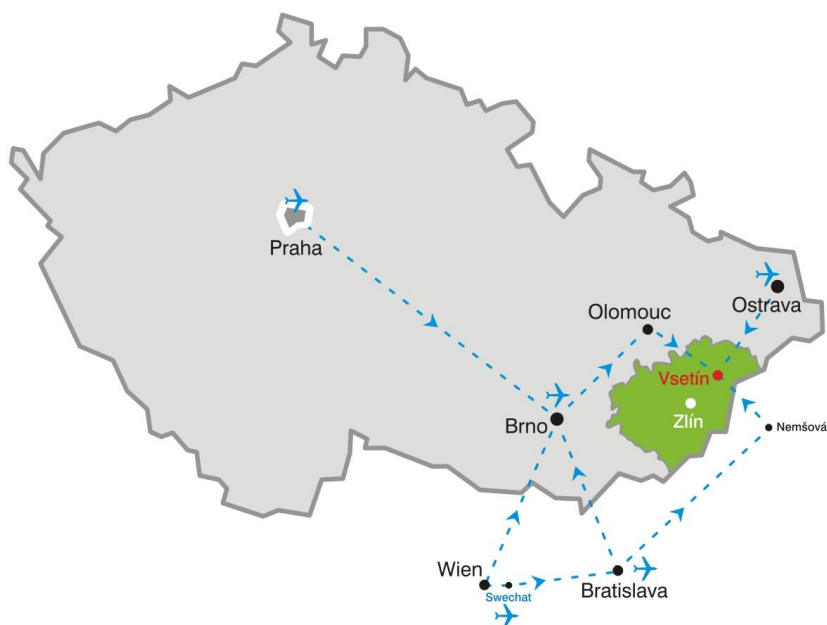 Praha
Ostrava
Olomouc
Vsetín
Zlín
Brno
Nemšová
Wien
Swechat
Bratislava